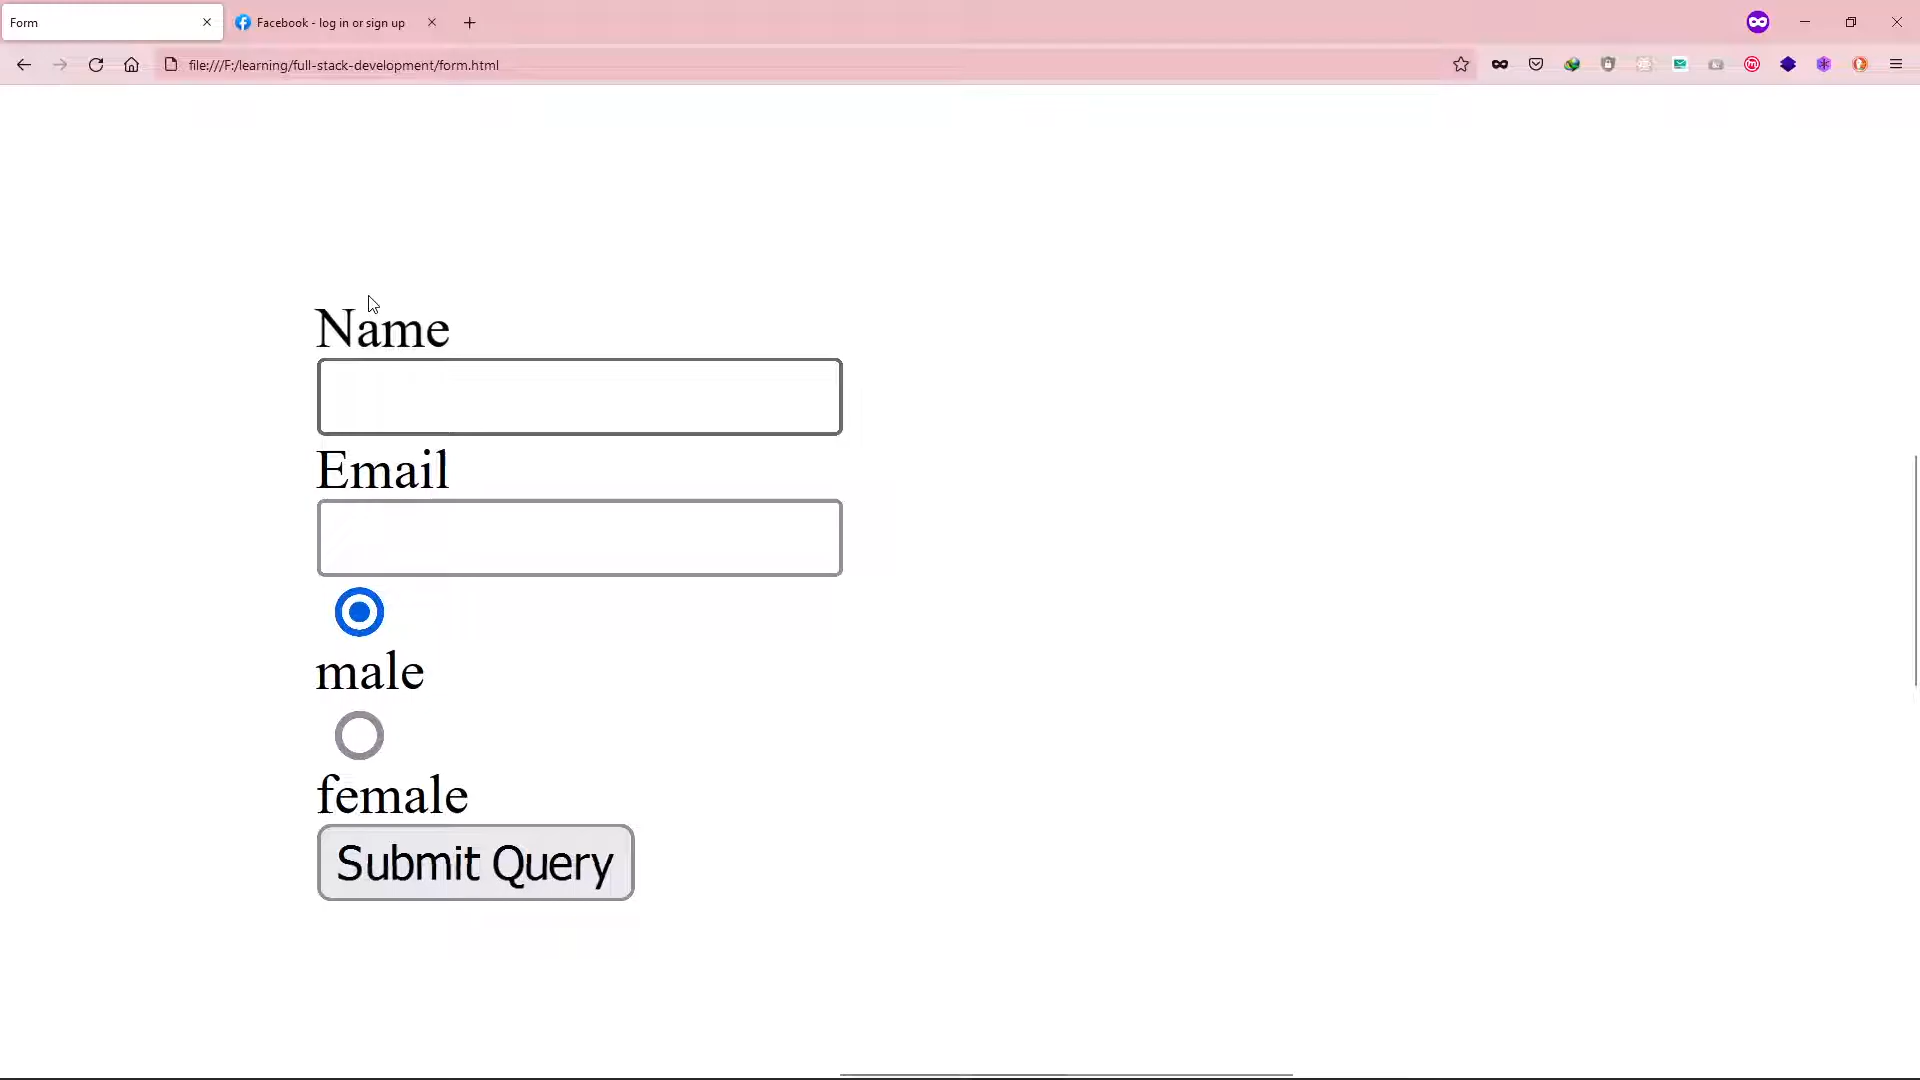 Form
Facebook - log in or sign up
file:///F:/learning/full-stack-development/form.html
Name
Email
male
female
Submit Query